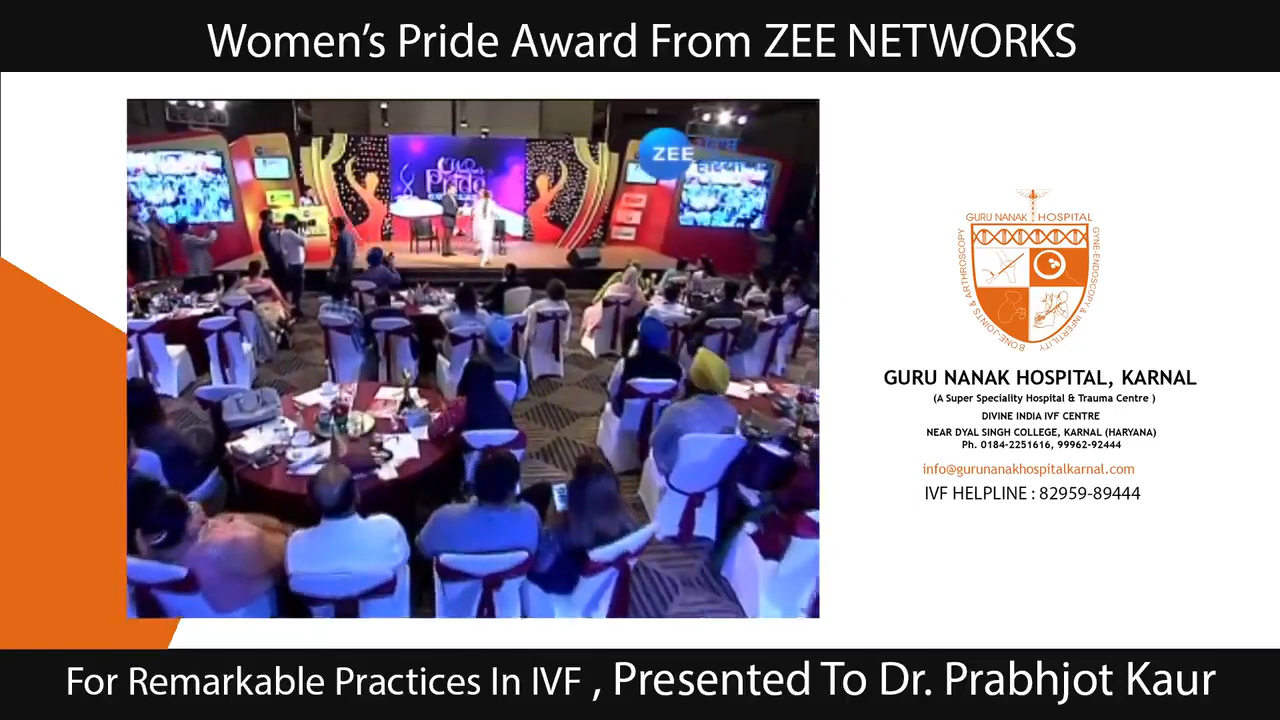 Women's Pride Award From ZEE NETWORKS
ZEE
Pride
GURU NANAK HOSPITAL
BONE-JOINTS & ARTHROSCOPY
GYNE-ENDOSCOPY & INFERTILITY
GURU NANAK HOSPITAL, KARNAL
(A Super Speciality Hospital & Trauma Centre )
DIVINE INDIA IVF CENTRE
NEAR DYAL SINGH COLLEGE, KARNAL (HARYANA)
Ph. 0184-2251616, 99962-92444
info@gurunanakhospitalkarnal.com
IVF HELPLINE : 82959-89444
For Remarkable Practices In IVF , Presented To Dr. Prabhjot Kaur